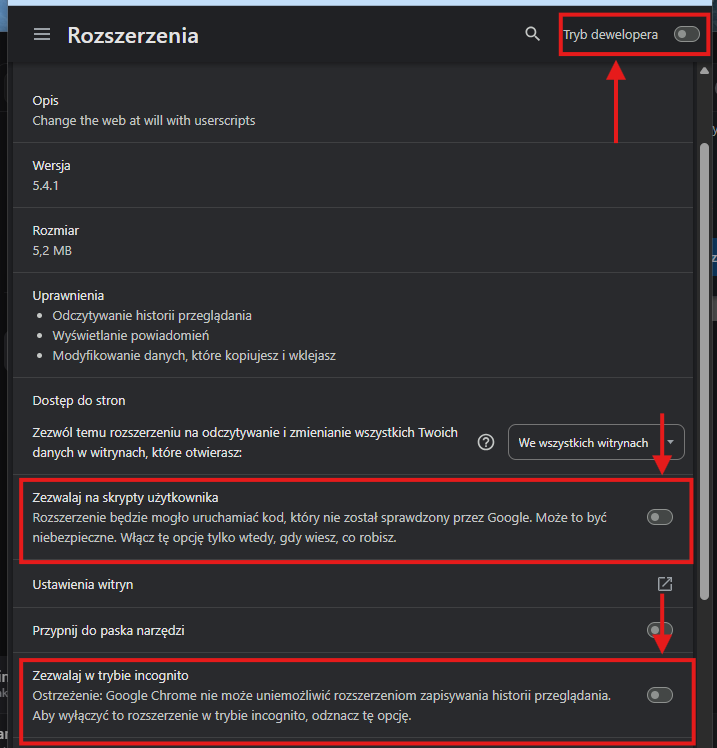 Rozszerzenia
Tryb dewelopera
Opis
Change the web at will with userscripts
Wersja
5.4.1
Rozmiar
5,2 MB
Uprawnienia
• Odczytywanie historii przeglądania
• Wyświetlanie powiadomień
• Modyfikowanie danych, które kopiujesz i wklejasz
Dostęp do stron
Zezwól temu rozszerzeniu na odczytywanie i zmienianie wszystkich Twoich
danych w witrynach, które otwierasz:
We wszystkich witrynach
Zezwalaj na skrypty użytkownika
Rozszerzenie będzie mogło uruchamiać kod, który nie został sprawdzony przez Google. Może to być
niebezpieczne. Włącz tę opcję tylko wtedy, gdy wiesz, co robisz.
Ustawienia witryn
Przypnij do paska narzędzi
Zezwalaj w trybie incognito
Ostrzeżenie: Google Chrome nie może uniemożliwić rozszerzeniom zapisywania historii przeglądania.
Aby wyłączyć to rozszerzenie w trybie incognito, odznacz tę opcję.